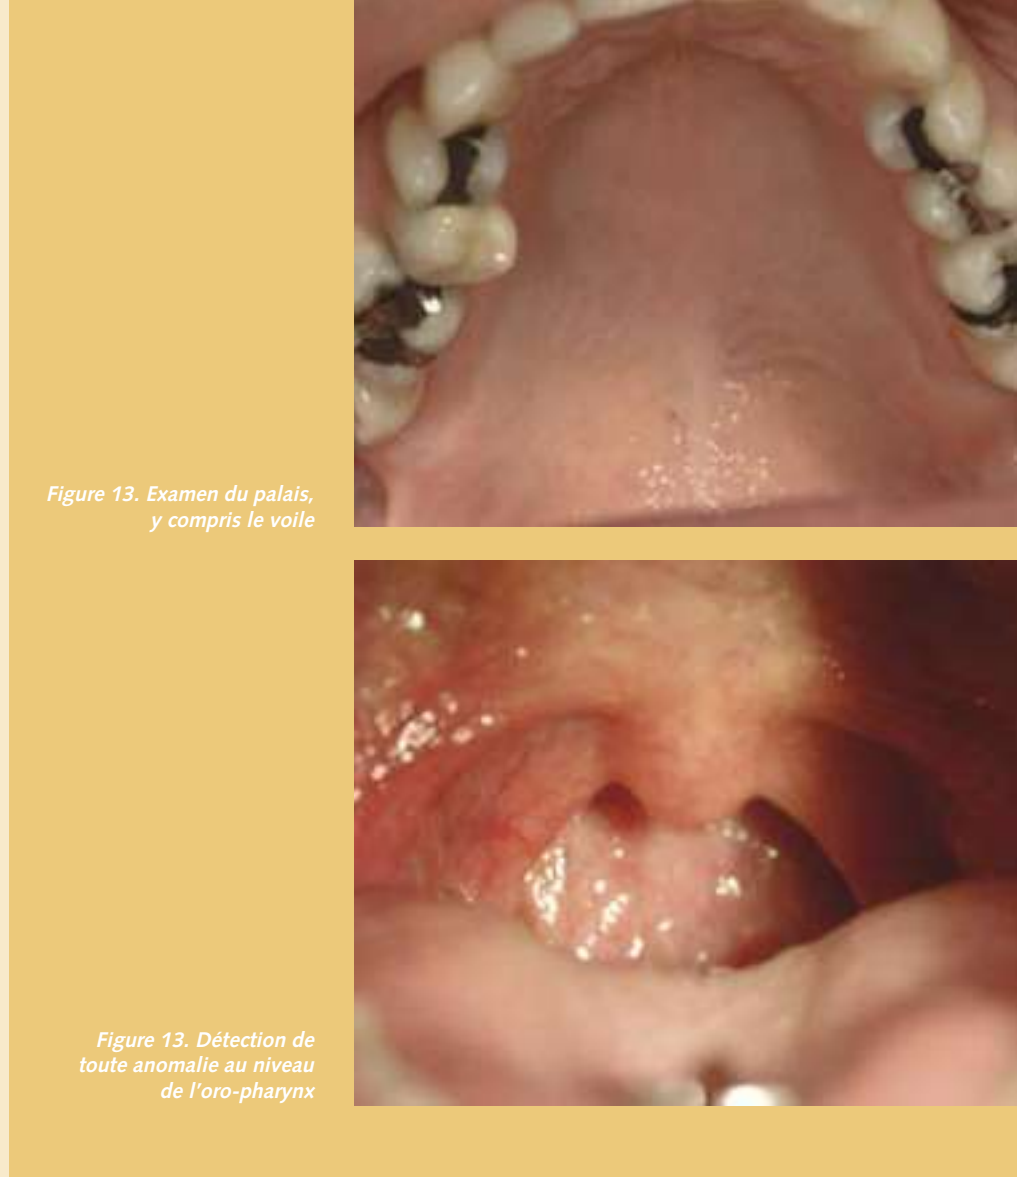 Figure 13. Examen du palais,
y compris le voile
Figure 13. Détection de
toute anomalie au niveau
de l'oro-pharynx